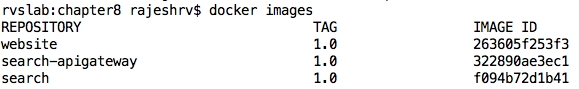 rvslab:chapter8 rajeshrv$ docker images
REPOSITORY TAG IMAGE ID
website 1.0 263605f253f3
search-apigateway 1.0 322890ae3ec1
search 1.0 f094b72d1b41